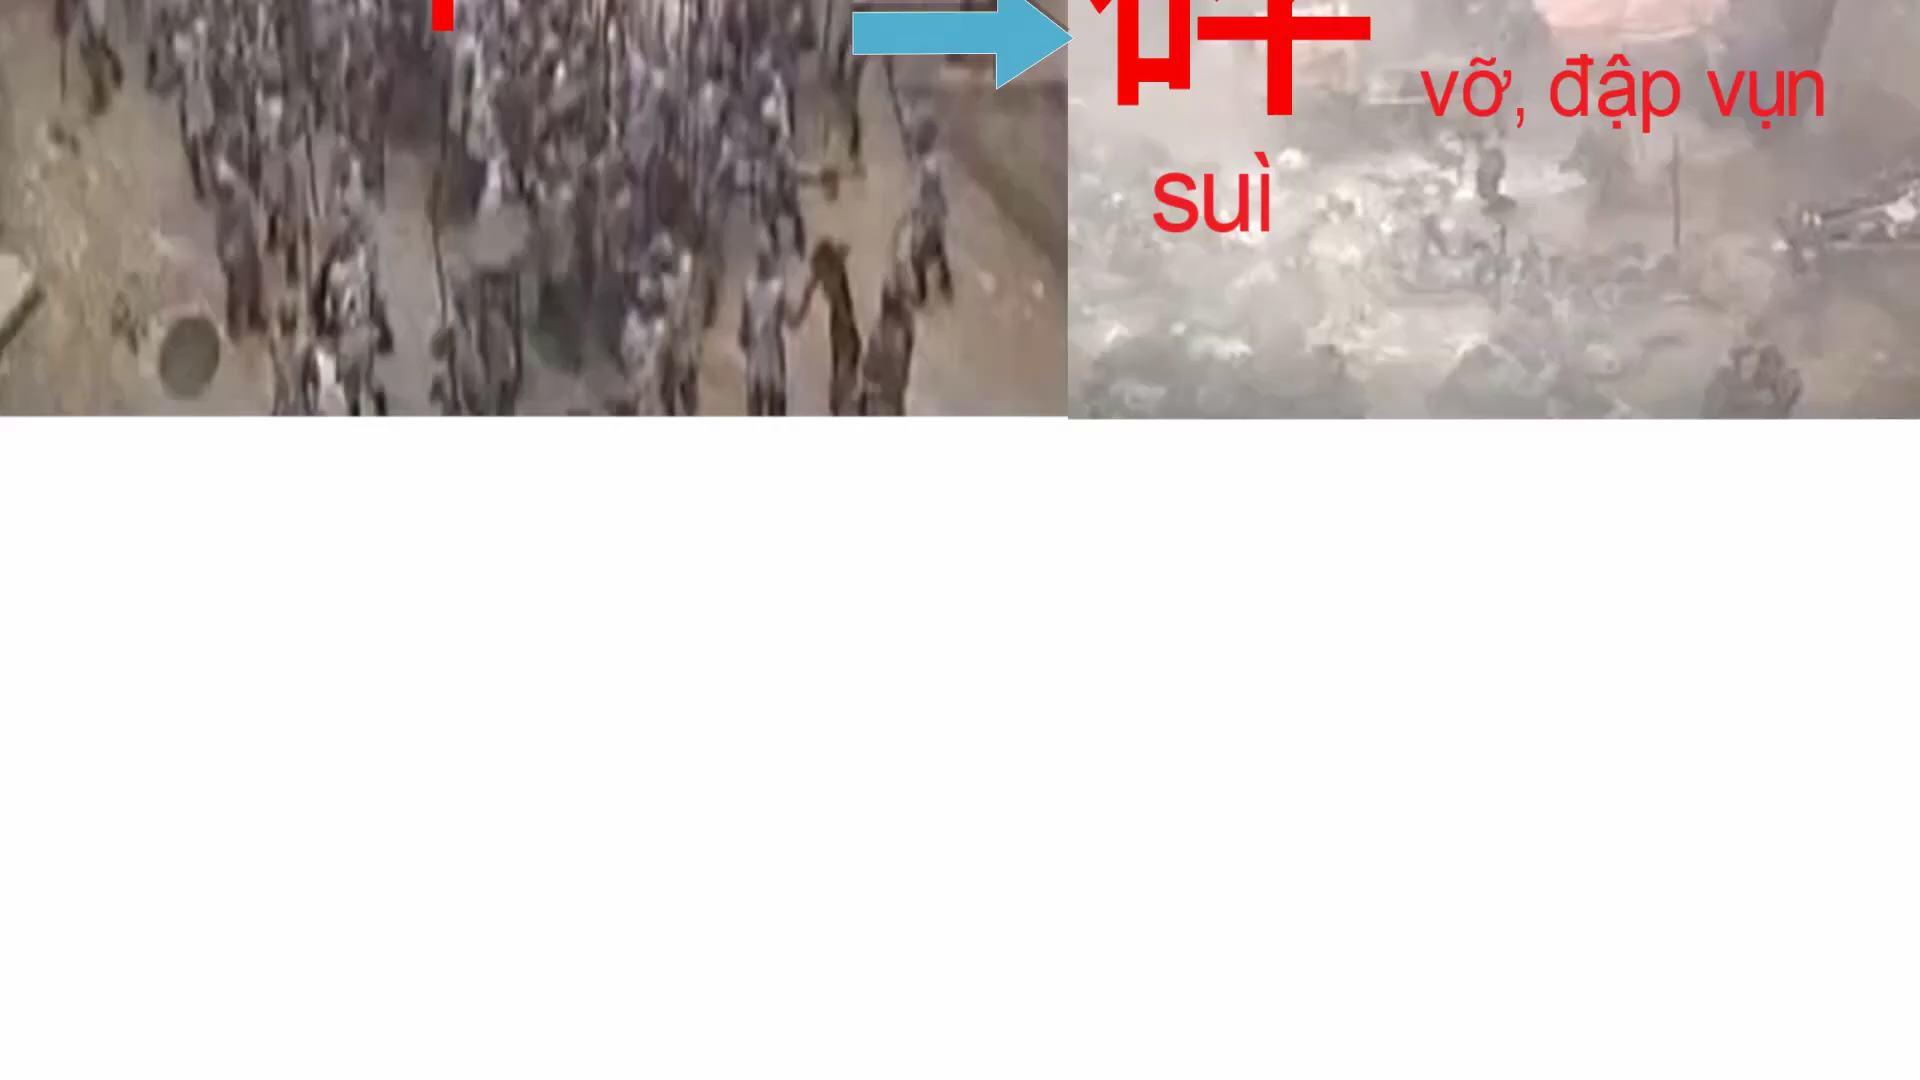 vỡ, đập vụn
suì